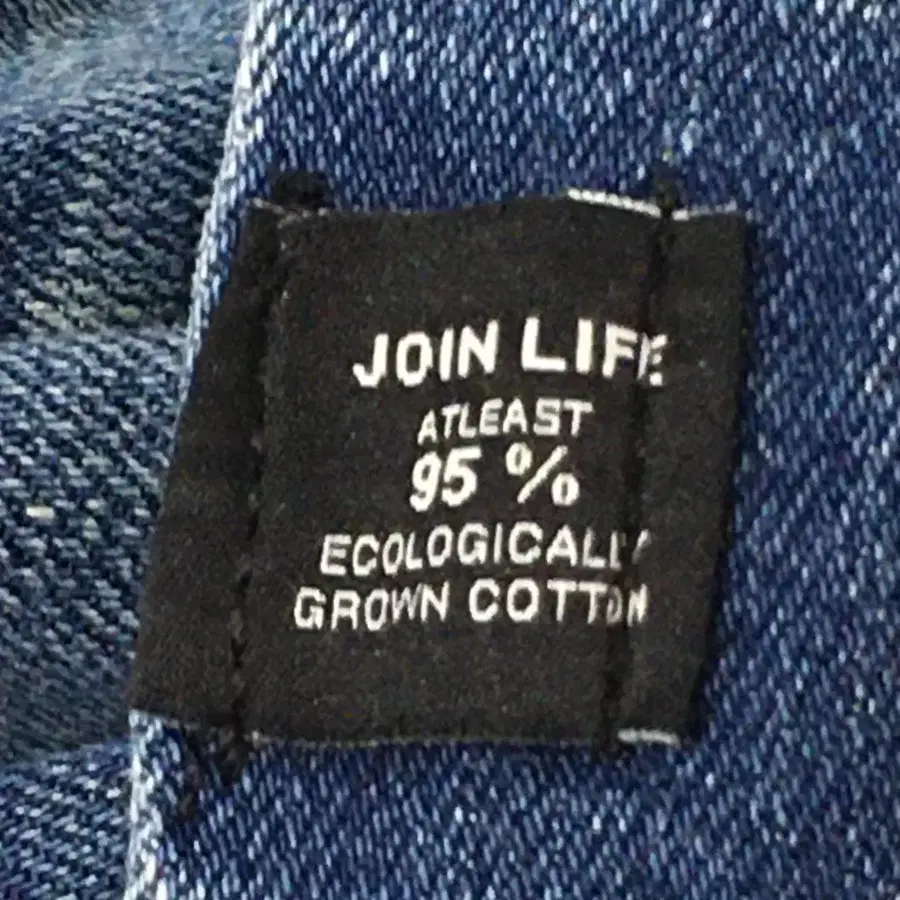 JOIN LIFE
ATLEAST
95 %
ECOLOGICALLY
GROWN COTTON